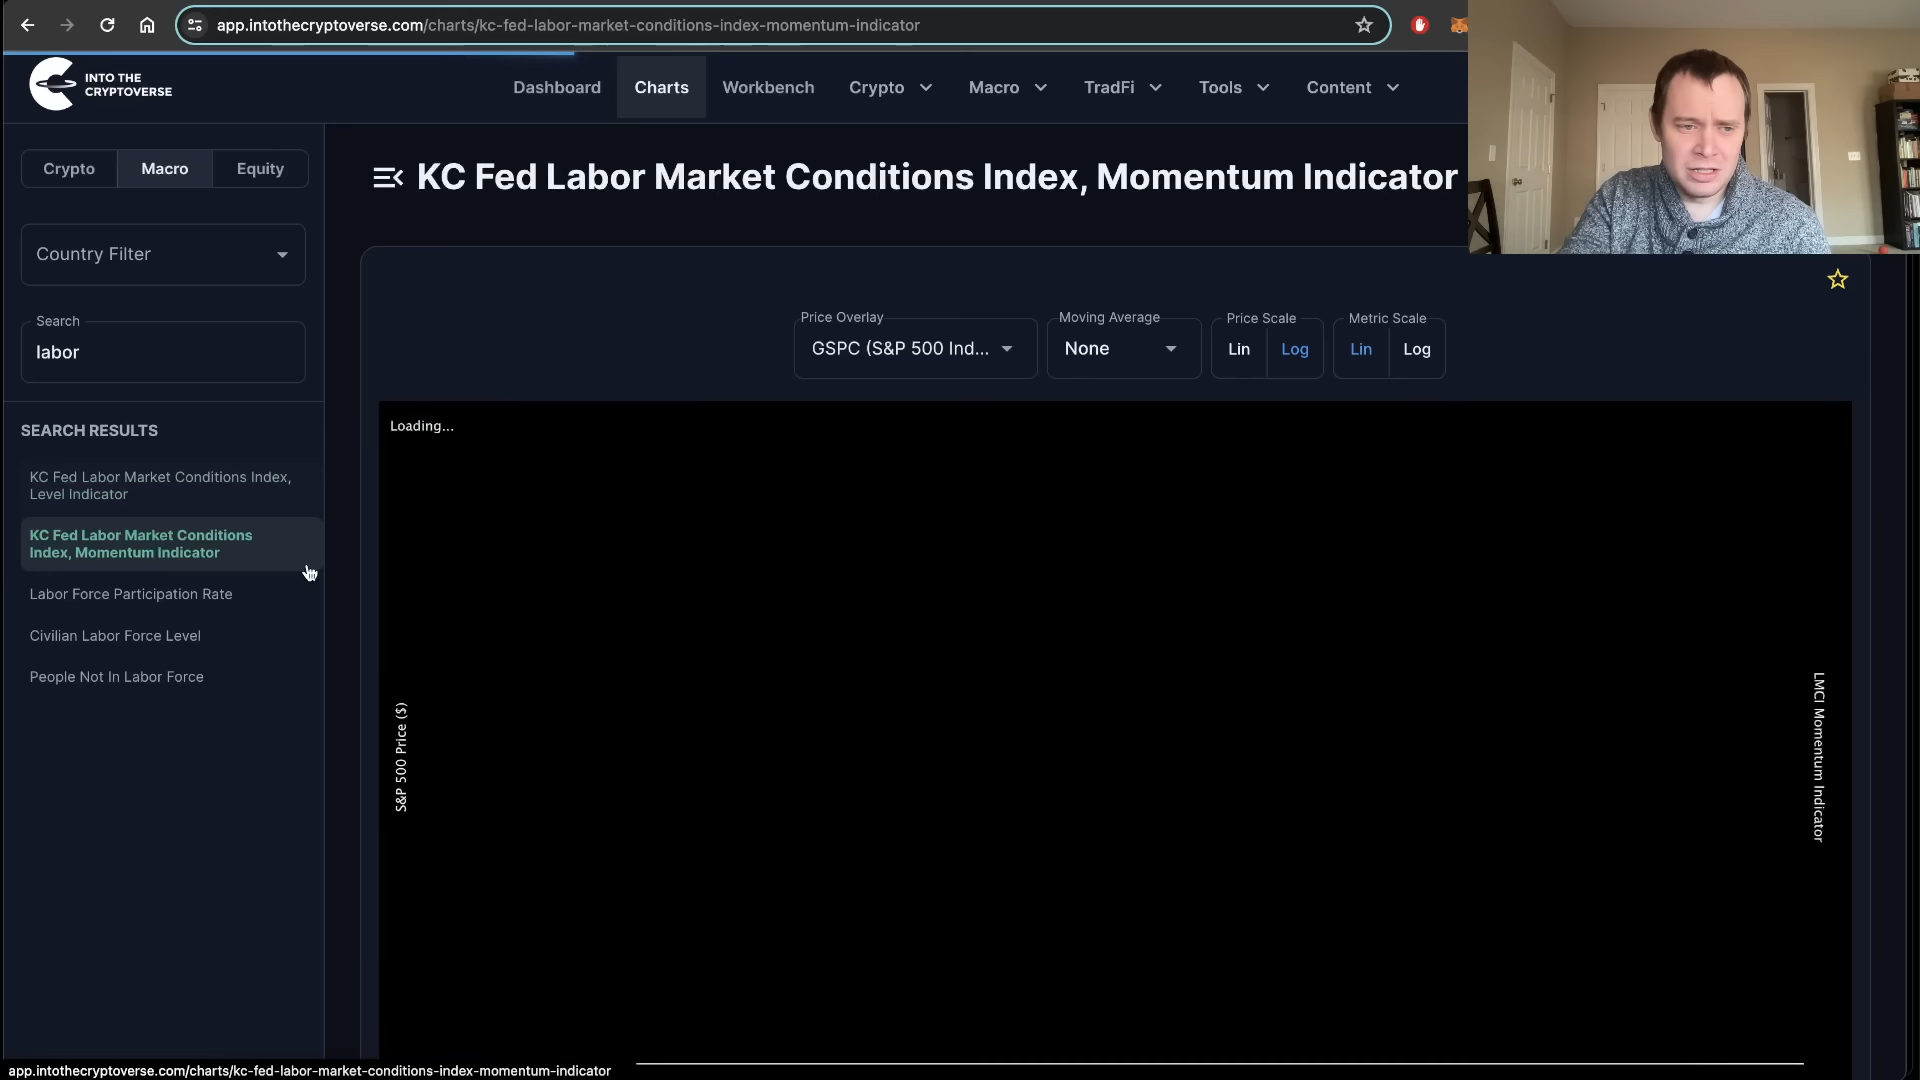 app.intothecryptoverse.com/charts/kc-fed-labor-market-conditions-index-momentum-indicator
INTO THE
CRYPTOVERSE
Dashboard
Charts
Workbench
Crypto
Macro
TradFi
Tools
Content
Crypto
Macro
Equity
KC Fed Labor Market Conditions Index, Momentum Indicator
Country Filter
Search
labor
Price Overlay
GSPC (S&P 500 Ind...
Moving Average
None
Price Scale
Lin
Log
Metric Scale
Lin
Log
SEARCH RESULTS
KC Fed Labor Market Conditions Index,
Level Indicator
KC Fed Labor Market Conditions
Index, Momentum Indicator
Labor Force Participation Rate
Civilian Labor Force Level
People Not In Labor Force
Loading...
S&P 500 Price ($)
LMCI Momentum Indicator
app.intothecryptoverse.com/charts/kc-fed-labor-market-conditions-index-momentum-indicator